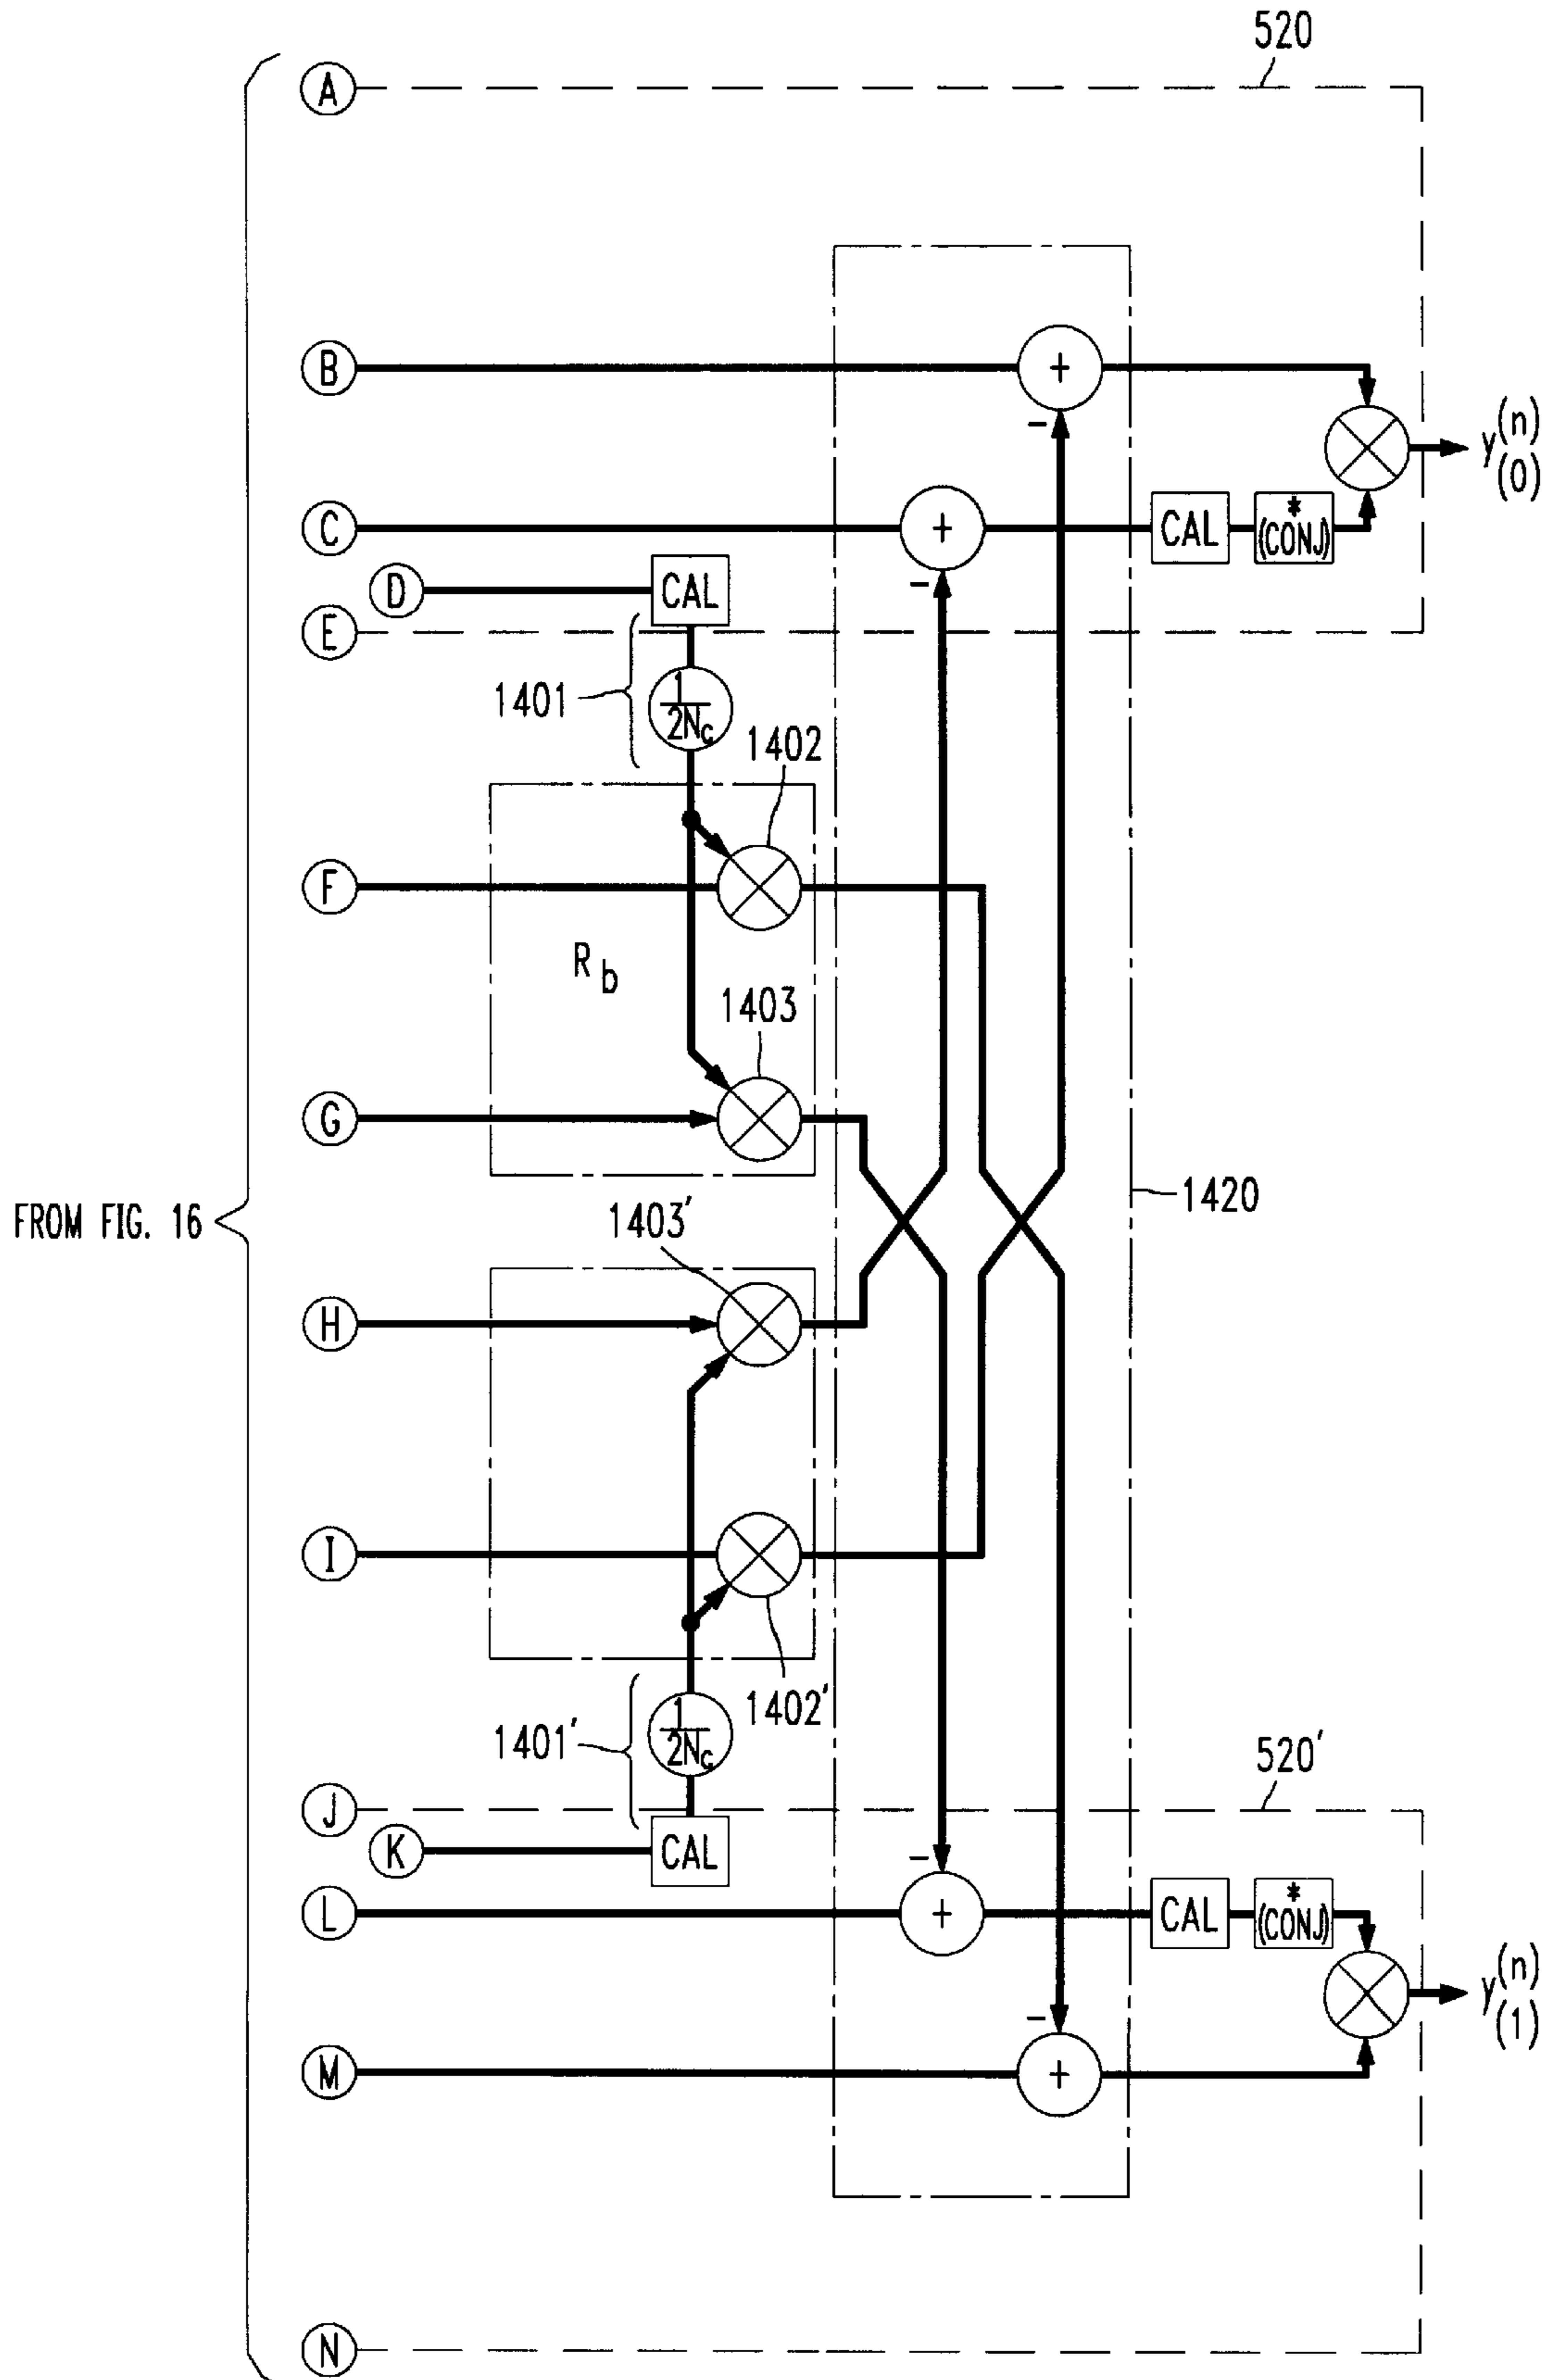 520
A
B
+
−
y(n)
(0)
C
+
CAL
*
(CONJ)
−
D
CAL
E
1401
1
2Nc
1402
F
Rb
1403
G
1420
FROM FIG. 16
1403′
H
I
1402′
1401′
1
2Nc
520′
J
K
CAL
−
L
+
CAL
*
(CONJ)
y(n)
(1)
−
M
+
N